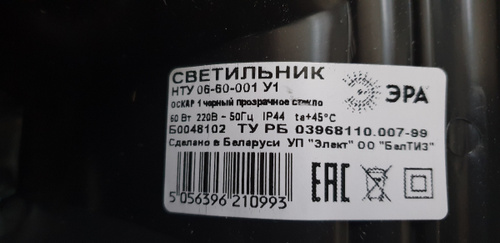 СВЕТИЛЬНИК
НТУ 06-60-001 У1
ЭРА
ОСКАР 1 черный прозрачное стекло
60 Вт 220В ~ 50Гц IP44 ta+45°C
Б0048102 ТУ РБ 03968110.007-99
Сделано в Беларуси УП "Элект" ОО "БелТИЗ"
EAC
5 056396 210993